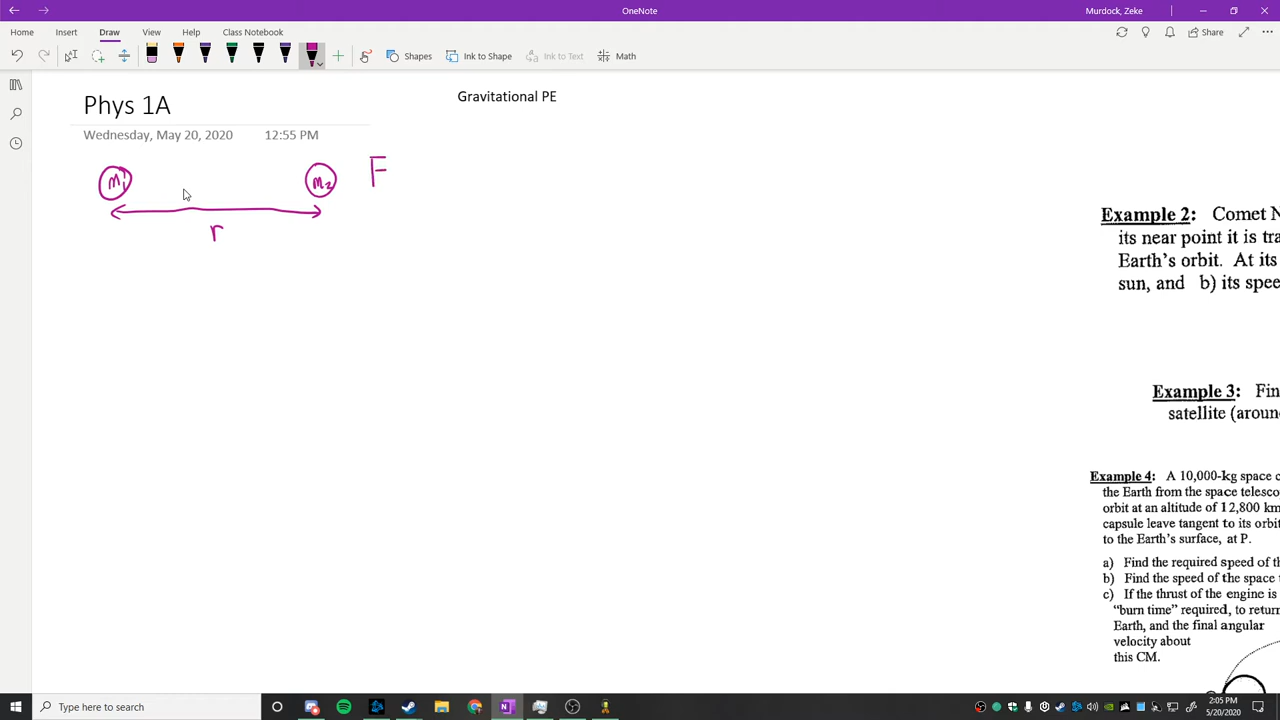 OneNote
Murdock, Zeke
Home Insert Draw View Help Class Notebook
Share
Shapes Ink to Shape Ink to Text Math
Phys 1A
Wednesday, May 20, 2020 12:55 PM
Gravitational PE
m1 m2 F
r
Example 2: Comet N
its near point it is tra
Earth's orbit. At its
sun, and b) its spee
Example 3: Fin
satellite (aroun
Example 4: A 10,000-kg space c
the Earth from the space telesco
orbit at an altitude of 12,800 km
capsule leave tangent to its orbit
to the Earth's surface, at P.
a) Find the required speed of th
b) Find the speed of the space
c) If the thrust of the engine is
"burn time" required, to return
Earth, and the final angular
velocity about
this CM.
Type here to search
2:05 PM
5/20/2020